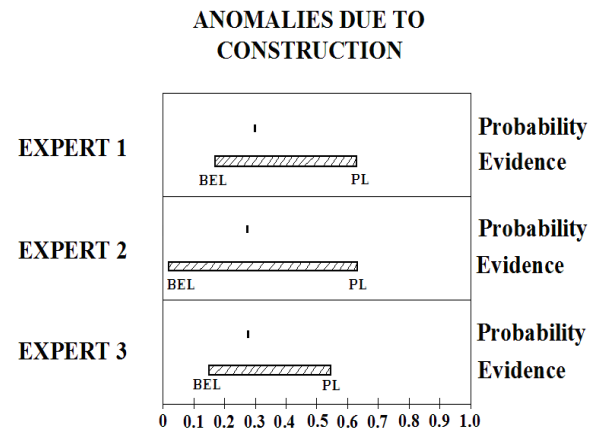 ANOMALIES DUE TO
CONSTRUCTION
EXPERT 1
Probability
Evidence
BEL PL
EXPERT 2
Probability
Evidence
BEL PL
EXPERT 3
Probability
Evidence
BEL PL
0 0.1 0.2 0.3 0.4 0.5 0.6 0.7 0.8 0.9 1.0